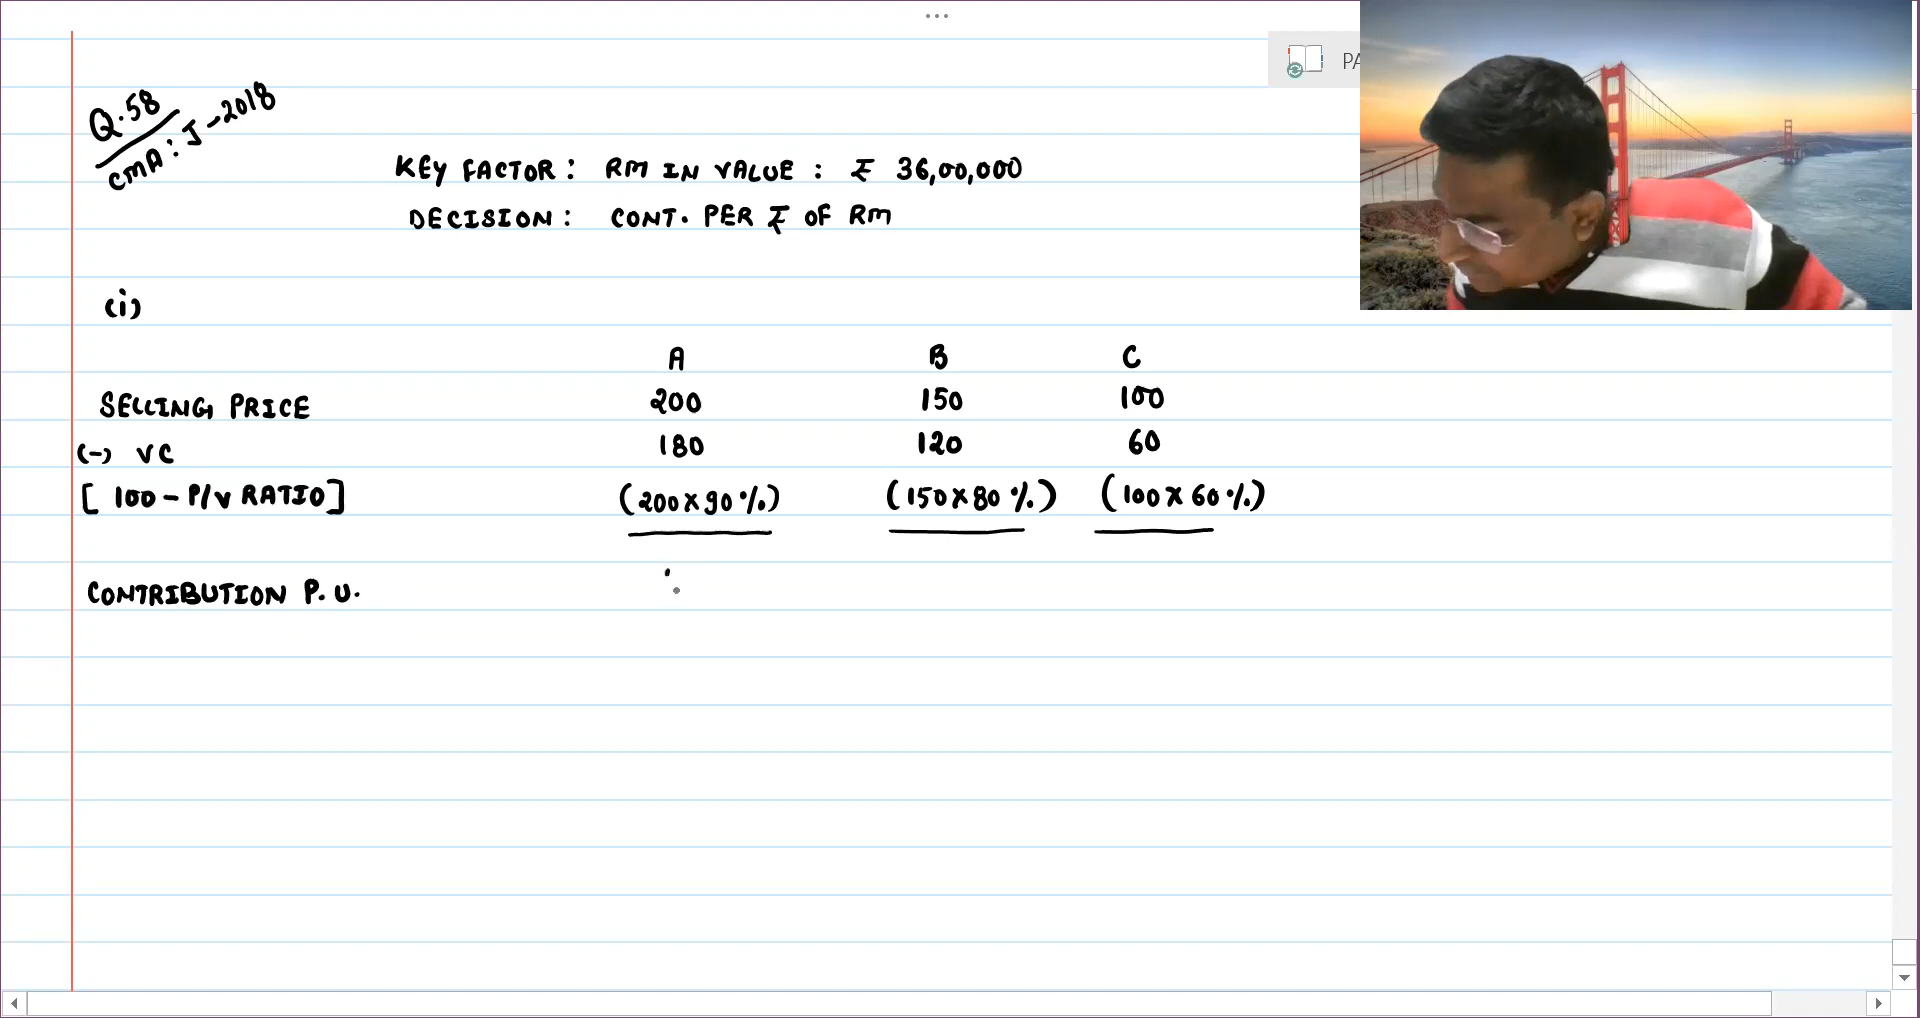 PA
Q.58
CMA: J-2018
KEY FACTOR: RM IN VALUE : ₹ 36,00,000
DECISION: CONT. PER ₹ OF RM
(i)
A B C
SELLING PRICE 200 150 100
(-) VC 180 120 60
[ 100 - P/V RATIO] (200×90%) (150×80%) (100×60%)
CONTRIBUTION P.U.